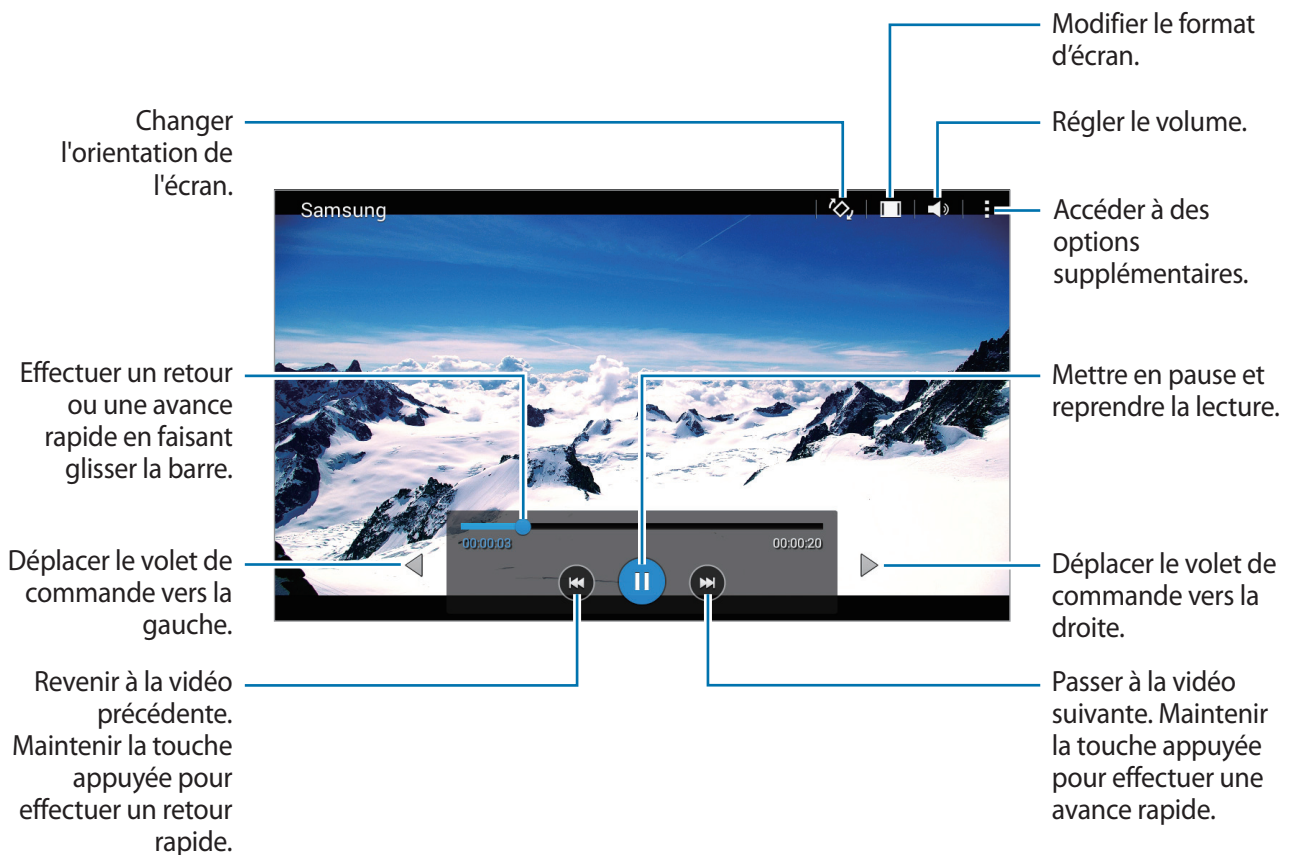 Modifier le format
d’écran.
Changer
l'orientation de
l'écran.
Régler le volume.
Samsung
Accéder à des
options
supplémentaires.
Effectuer un retour
ou une avance
rapide en faisant
glisser la barre.
Mettre en pause et
reprendre la lecture.
00:00:03
00:00:20
Déplacer le volet de
commande vers la
gauche.
Déplacer le volet de
commande vers la
droite.
Revenir à la vidéo
précédente.
Maintenir la touche
appuyée pour
effectuer un retour
rapide.
Passer à la vidéo
suivante. Maintenir
la touche appuyée
pour effectuer une
avance rapide.